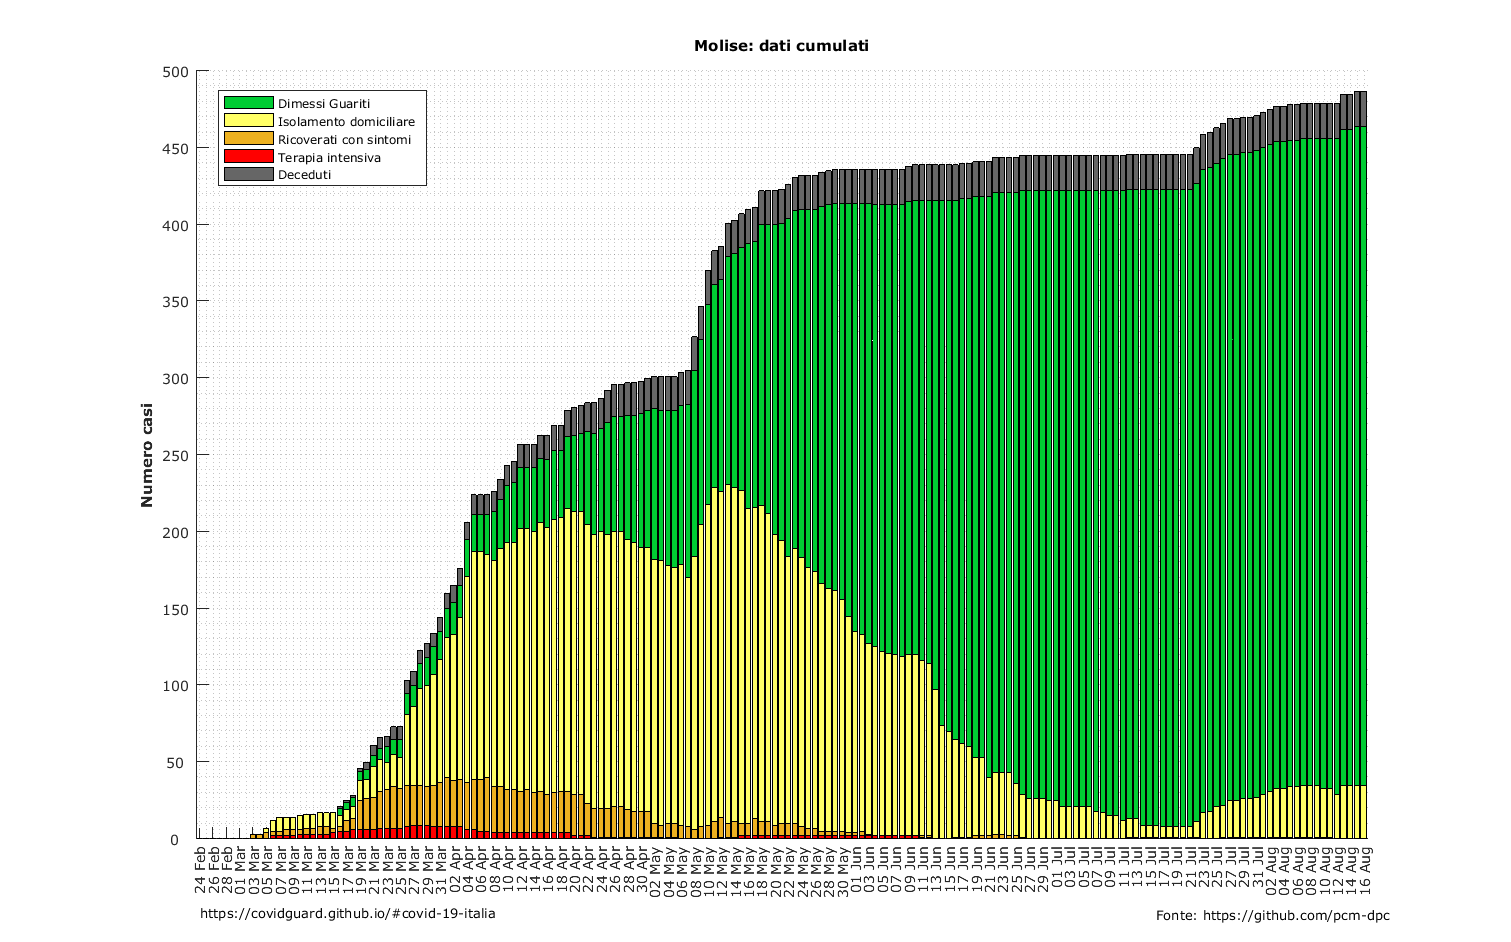 Molise: dati cumulati
500
450
400
350
300
250
200
150
100
50
0
Numero casi
Dimessi Guariti
Isolamento domiciliare
Ricoverati con sintomi
Terapia intensiva
Deceduti
24 Feb
26 Feb
28 Feb
01 Mar
03 Mar
05 Mar
07 Mar
09 Mar
11 Mar
13 Mar
15 Mar
17 Mar
19 Mar
21 Mar
23 Mar
25 Mar
27 Mar
29 Mar
31 Mar
02 Apr
04 Apr
06 Apr
08 Apr
10 Apr
12 Apr
14 Apr
16 Apr
18 Apr
20 Apr
22 Apr
24 Apr
26 Apr
28 Apr
30 Apr
02 May
04 May
06 May
08 May
10 May
12 May
14 May
16 May
18 May
20 May
22 May
24 May
26 May
28 May
30 May
01 Jun
03 Jun
05 Jun
07 Jun
09 Jun
11 Jun
13 Jun
15 Jun
17 Jun
19 Jun
21 Jun
23 Jun
25 Jun
27 Jun
29 Jun
01 Jul
03 Jul
05 Jul
07 Jul
09 Jul
11 Jul
13 Jul
15 Jul
17 Jul
19 Jul
21 Jul
23 Jul
25 Jul
27 Jul
29 Jul
31 Jul
02 Aug
04 Aug
06 Aug
08 Aug
10 Aug
12 Aug
14 Aug
16 Aug
https://covidguard.github.io/#covid-19-italia
Fonte: https://github.com/pcm-dpc